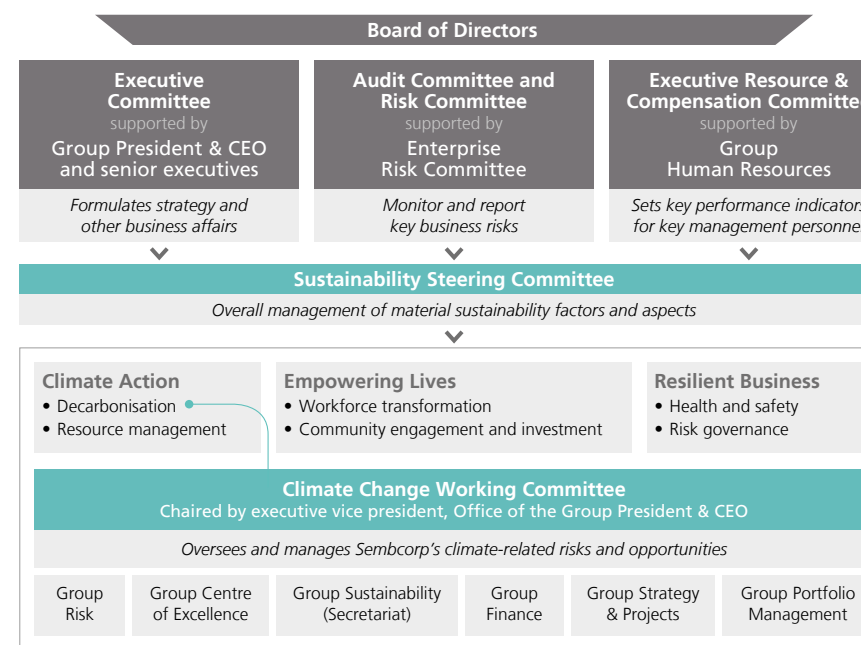 Board of Directors
Executive
Committee
supported by
Group President & CEO
and senior executives
Formulates strategy and
other business affairs
Audit Committee and
Risk Committee
supported by
Enterprise
Risk Committee
Monitor and report
key business risks
Executive Resource &
Compensation Committe
supported by
Group
Human Resources
Sets key performance indicators
for key management personne
Sustainability Steering Committee
Overall management of material sustainability factors and aspects
Climate Action
• Decarbonisation
• Resource management
Empowering Lives
• Workforce transformation
• Community engagement and investment
Resilient Business
• Health and safety
• Risk governance
Climate Change Working Committee
Chaired by executive vice president, Office of the Group President & CEO
Oversees and manages Sembcorp's climate-related risks and opportunities
Group
Risk
Group Centre
of Excellence
Group Sustainability
(Secretariat)
Group
Finance
Group Strategy
& Projects
Group Portfolio
Management